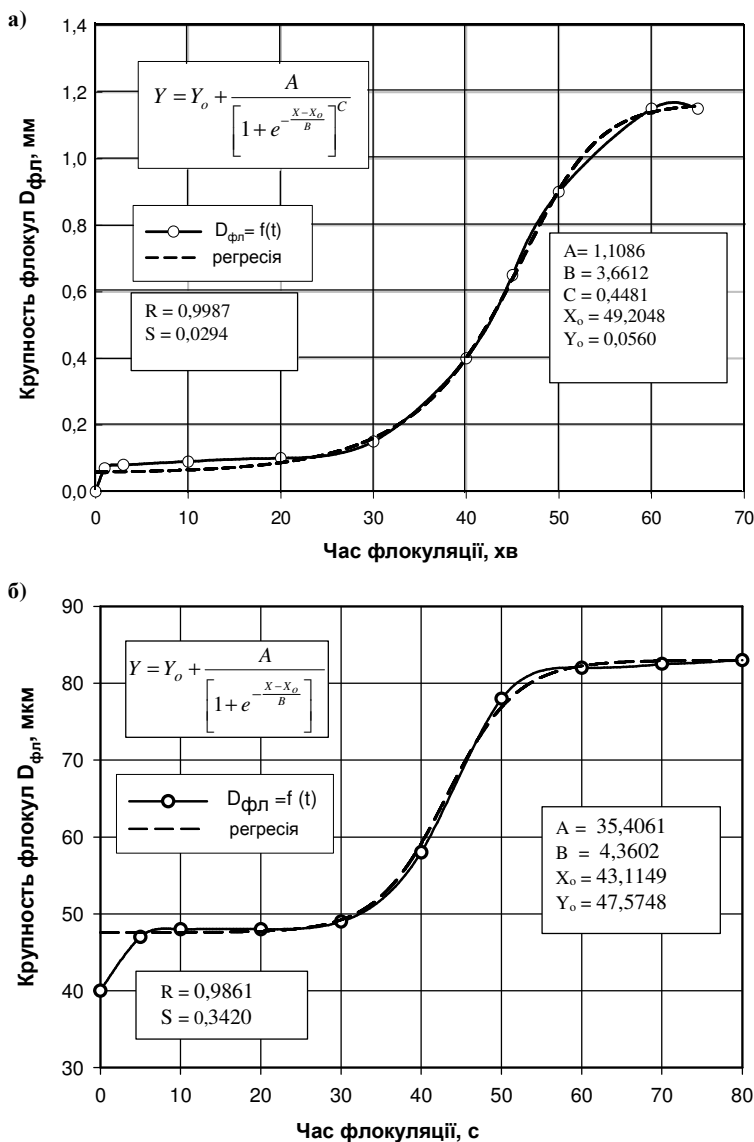 а)
1,4
1,2
1,0
0,8
0,6
0,4
0,2
0,0
0 10 20 30 40 50 60 70
Крупность флокул Dфл, мм
Y = Yo + A / [1 + e^(-(X-Xo)/B)]^C
Dфл= f(t)
регресія
R = 0,9987
S = 0,0294
A= 1,1086
B = 3,6612
C = 0,4481
Xo = 49,2048
Yo = 0,0560
Час флокуляції, хв
б)
90
80
70
60
50
40
30
0 10 20 30 40 50 60 70 80
Крупность флокул Dфл, мкм
Y = Yo + A / [1 + e^(-(X-Xo)/B)]
Dфл =f (t)
регресія
A = 35,4061
B = 4,3602
Xo = 43,1149
Yo = 47,5748
R = 0,9861
S = 0,3420
Час флокуляції, с